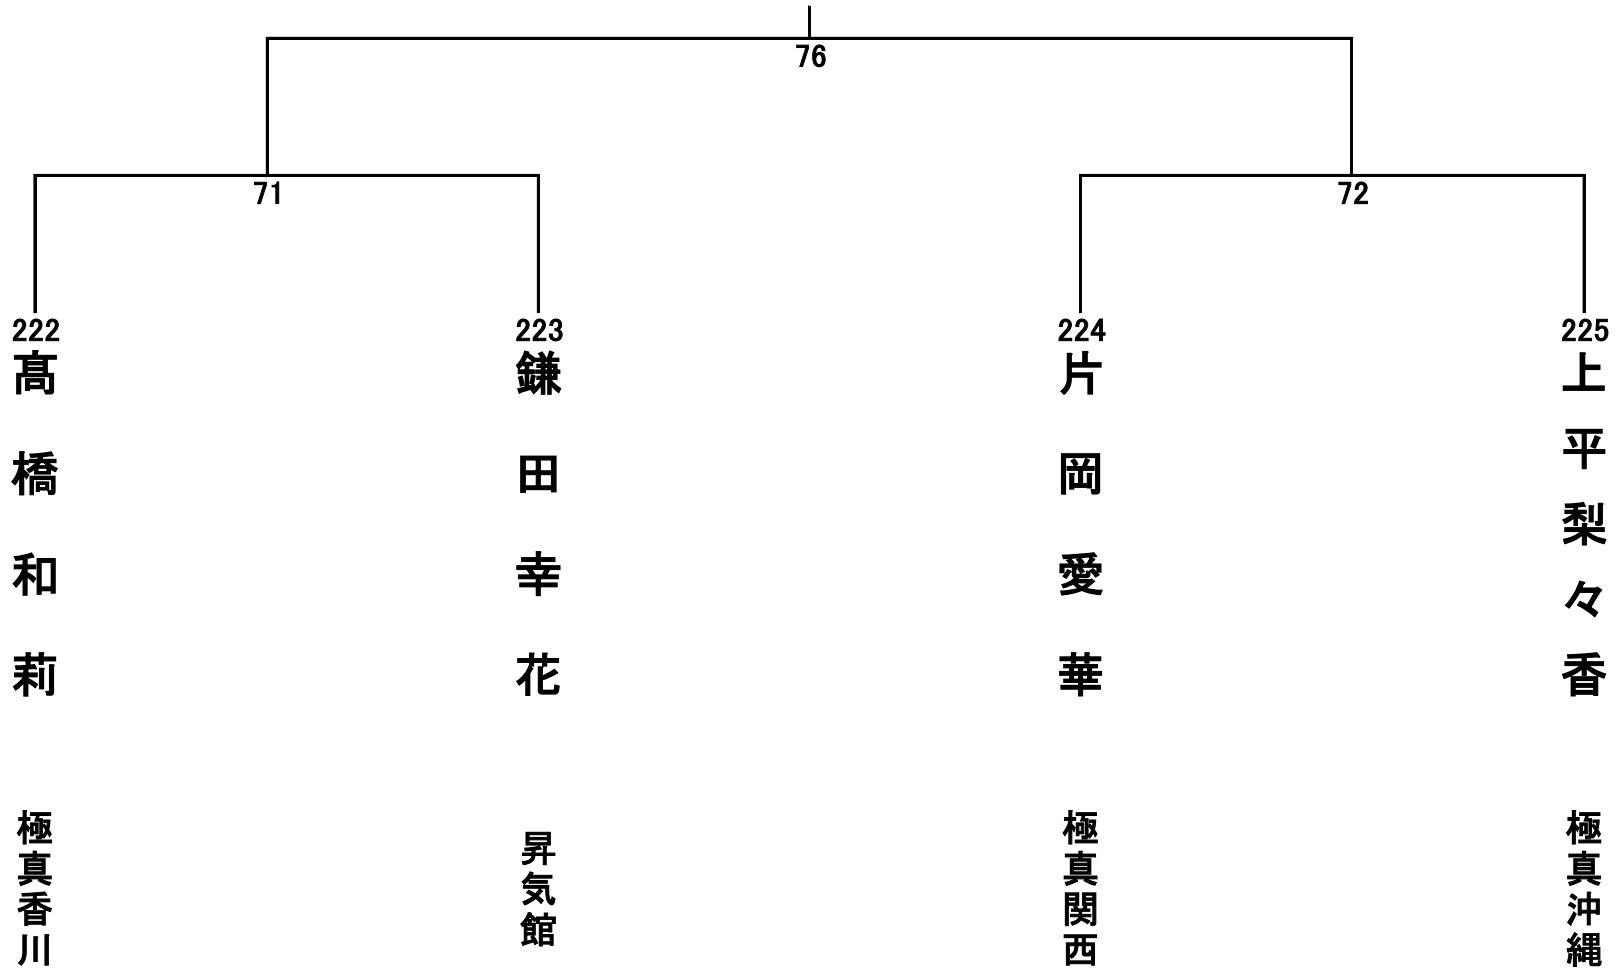 76
71
72
222
髙橋和莉
極真香川
223
鎌田幸花
昇気館
224
片岡愛華
極真関西
225
上平梨々香
極真沖縄